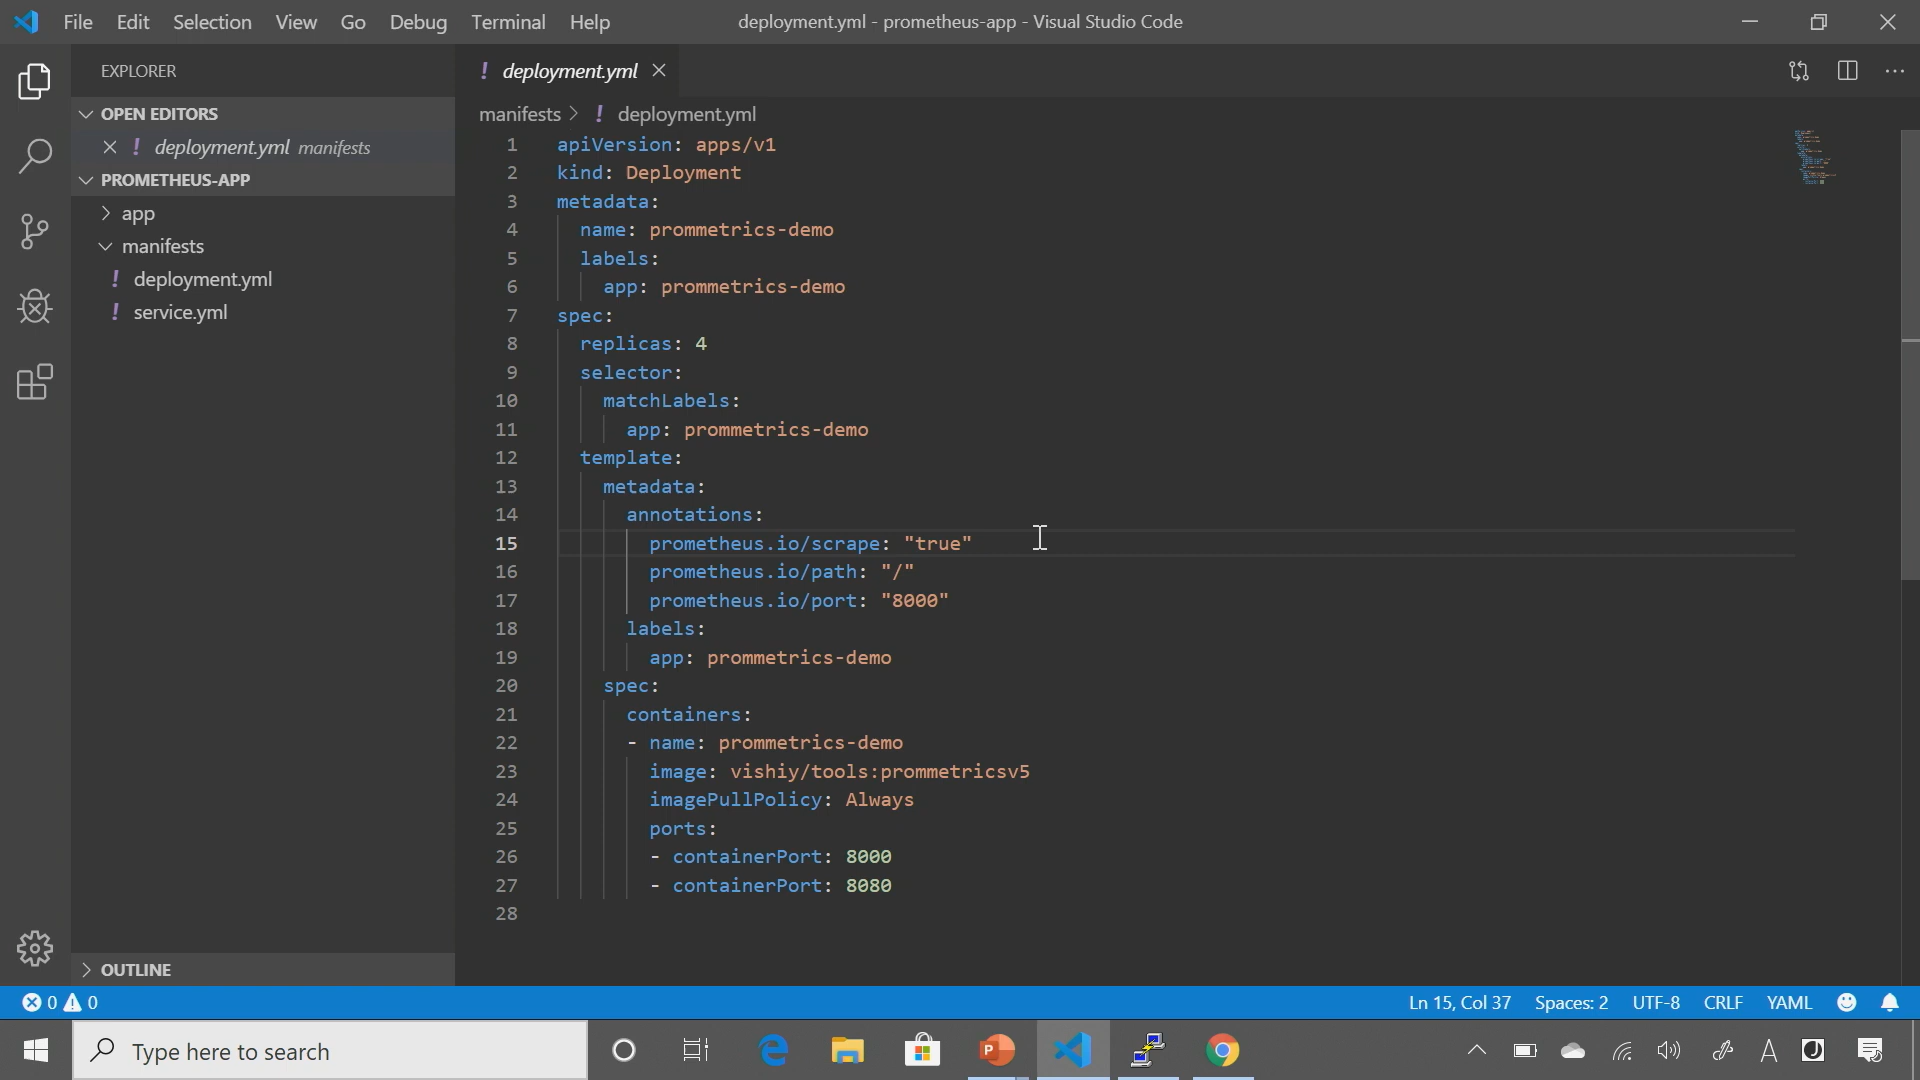 File Edit Selection View Go Debug Terminal Help
deployment.yml - prometheus-app - Visual Studio Code
EXPLORER
OPEN EDITORS
! deployment.yml manifests
PROMETHEUS-APP
app
manifests
! deployment.yml
! service.yml
OUTLINE
! deployment.yml
manifests > ! deployment.yml
1 apiVersion: apps/v1
2 kind: Deployment
3 metadata:
4 name: prommetrics-demo
5 labels:
6 app: prommetrics-demo
7 spec:
8 replicas: 4
9 selector:
10 matchLabels:
11 app: prommetrics-demo
12 template:
13 metadata:
14 annotations:
15 prometheus.io/scrape: "true"
16 prometheus.io/path: "/"
17 prometheus.io/port: "8000"
18 labels:
19 app: prommetrics-demo
20 spec:
21 containers:
22 - name: prommetrics-demo
23 image: vishiy/tools:prommetricsv5
24 imagePullPolicy: Always
25 ports:
26 - containerPort: 8000
27 - containerPort: 8080
28
0 0
Ln 15, Col 37 Spaces: 2 UTF-8 CRLF YAML
Type here to search